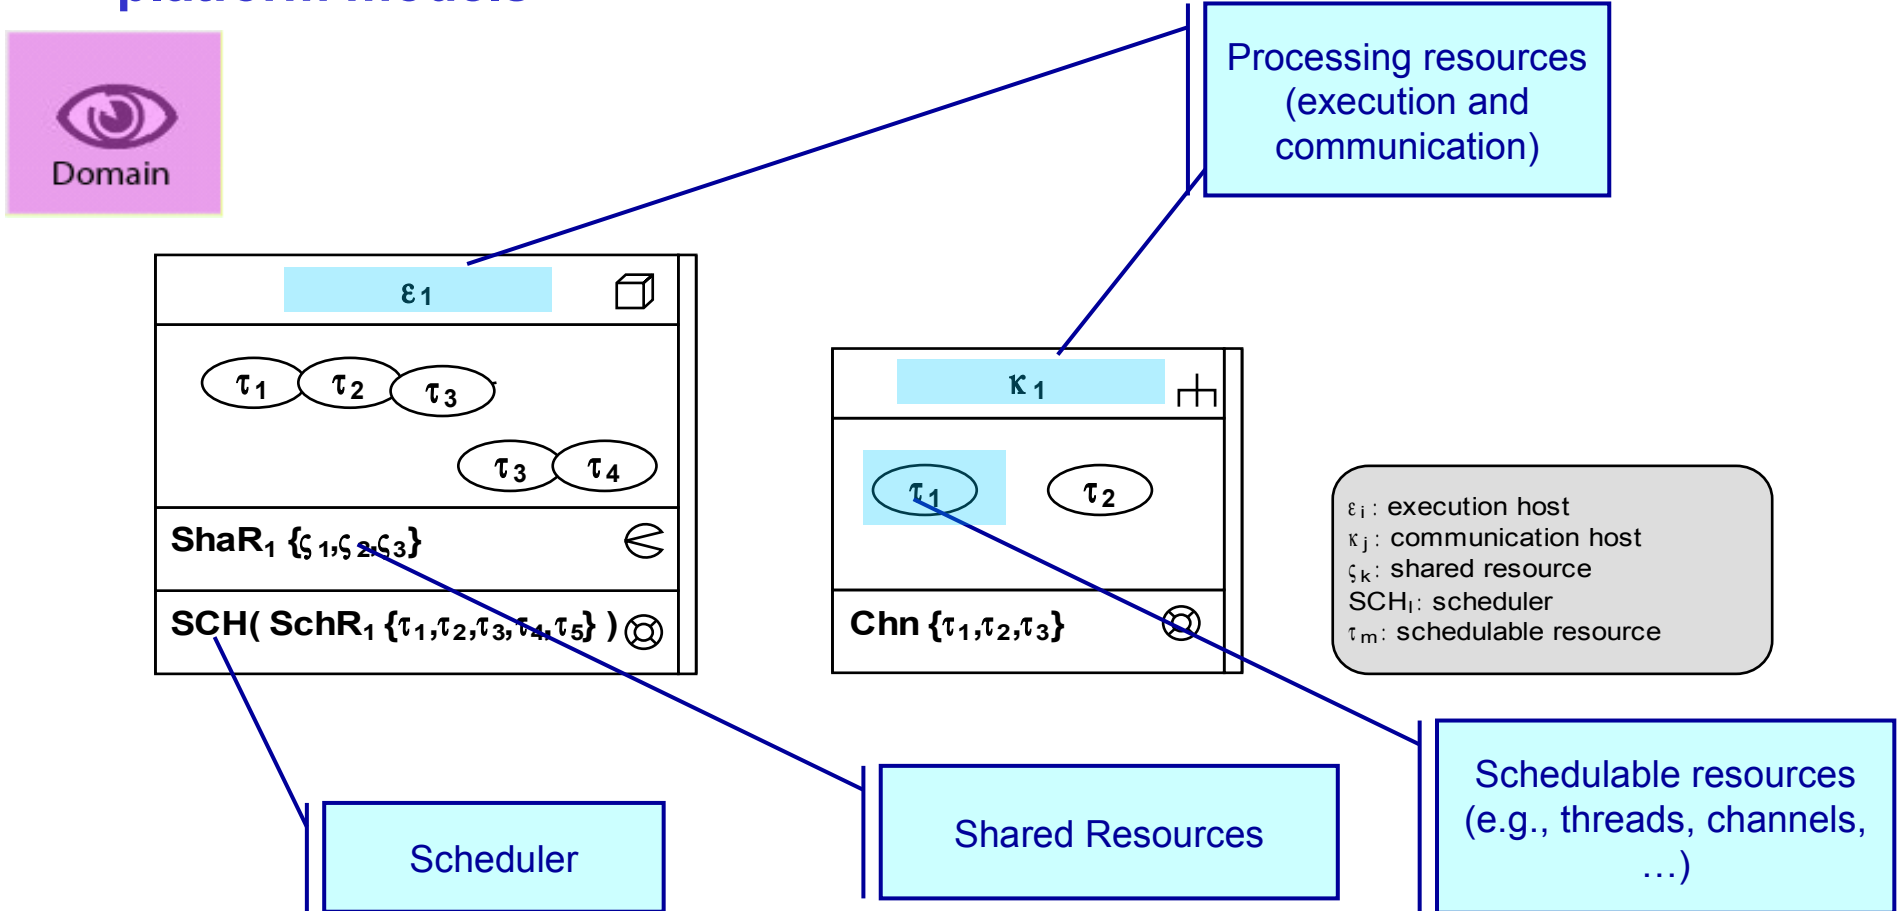 platform models
Processing resources
(execution and
communication)
Domain
ε1
τ1 τ2 τ3
τ3 τ4
ShaR1 {ς1,ς2,ς3}
SCH( SchR1 {τ1,τ2,τ3,τ4,τ5} )
κ1
τ1 τ2
Chn {τ1,τ2,τ3}
εi : execution host
κj : communication host
ςk : shared resource
SCHl: scheduler
τm : schedulable resource
Scheduler
Shared Resources
Schedulable resources
(e.g., threads, channels,
…)